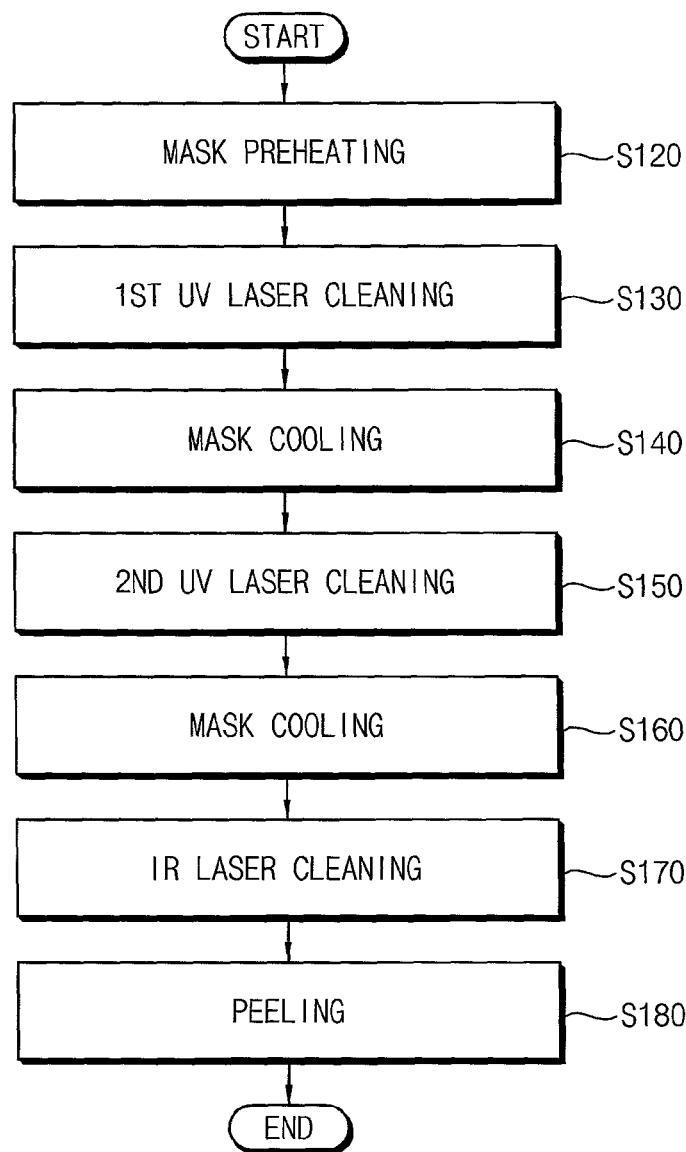 START
MASK PREHEATING
S120
1ST UV LASER CLEANING
S130
MASK COOLING
S140
2ND UV LASER CLEANING
S150
MASK COOLING
S160
IR LASER CLEANING
S170
PEELING
S180
END